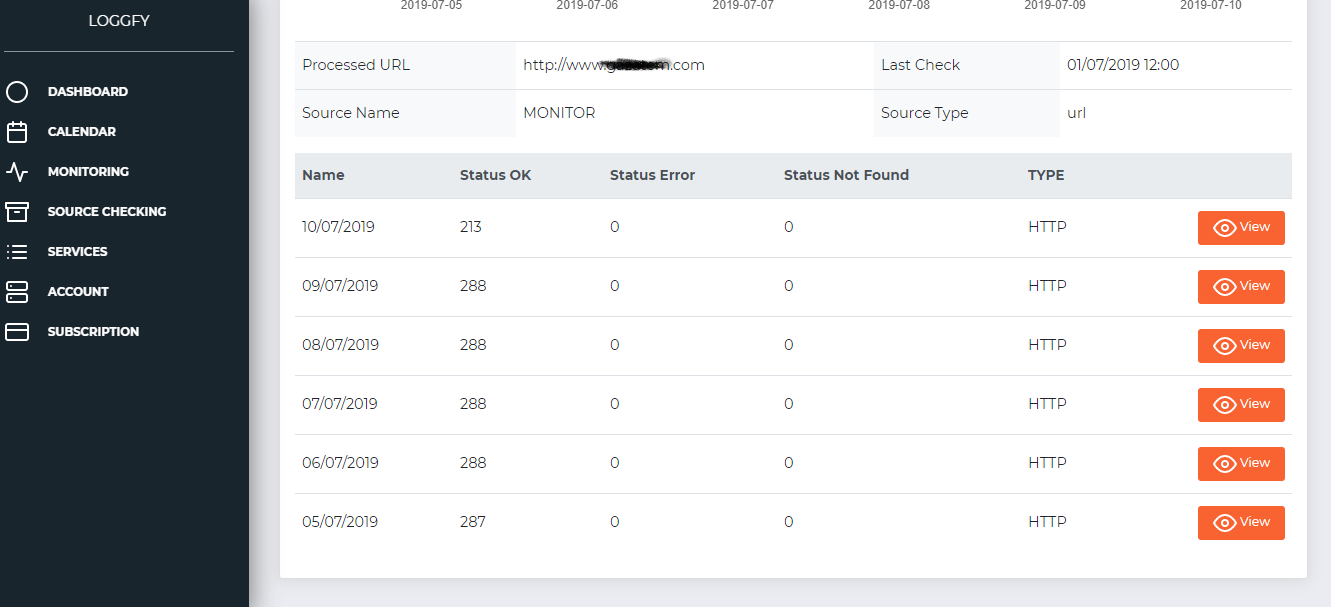 LOGGFY
DASHBOARD
CALENDAR
MONITORING
SOURCE CHECKING
SERVICES
ACCOUNT
SUBSCRIPTION
2019-07-05 2019-07-06 2019-07-07 2019-07-08 2019-07-09 2019-07-10
Processed URL http://www. .com Last Check 01/07/2019 12:00
Source Name MONITOR Source Type url
Name Status OK Status Error Status Not Found TYPE
10/07/2019 213 0 0 HTTP View
09/07/2019 288 0 0 HTTP View
08/07/2019 288 0 0 HTTP View
07/07/2019 288 0 0 HTTP View
06/07/2019 288 0 0 HTTP View
05/07/2019 287 0 0 HTTP View